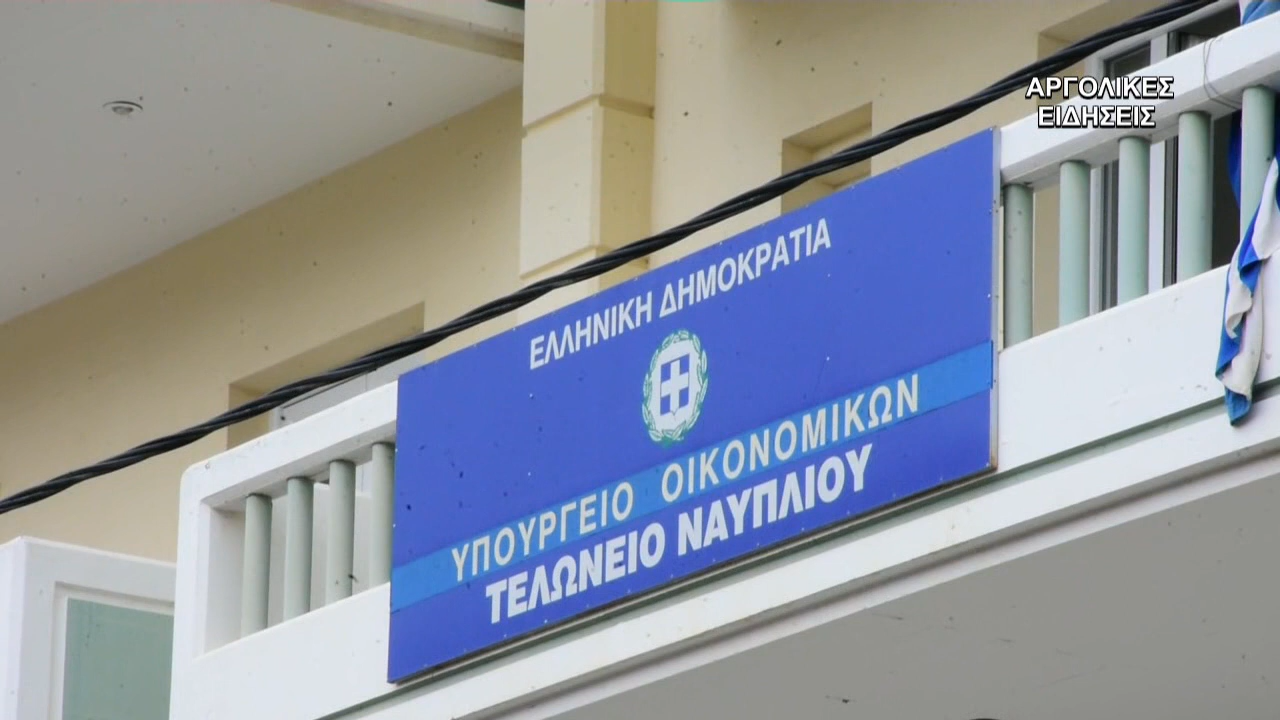 ΑΡΓΟΛΙΚΕΣ
ΕΙΔΗΣΕΙΣ
ΕΛΛΗΝΙΚΗ ΔΗΜΟΚΡΑΤΙΑ
ΥΠΟΥΡΓΕΙΟ ΟΙΚΟΝΟΜΙΚΩΝ
ΤΕΛΩΝΕΙΟ ΝΑΥΠΛΙΟΥ